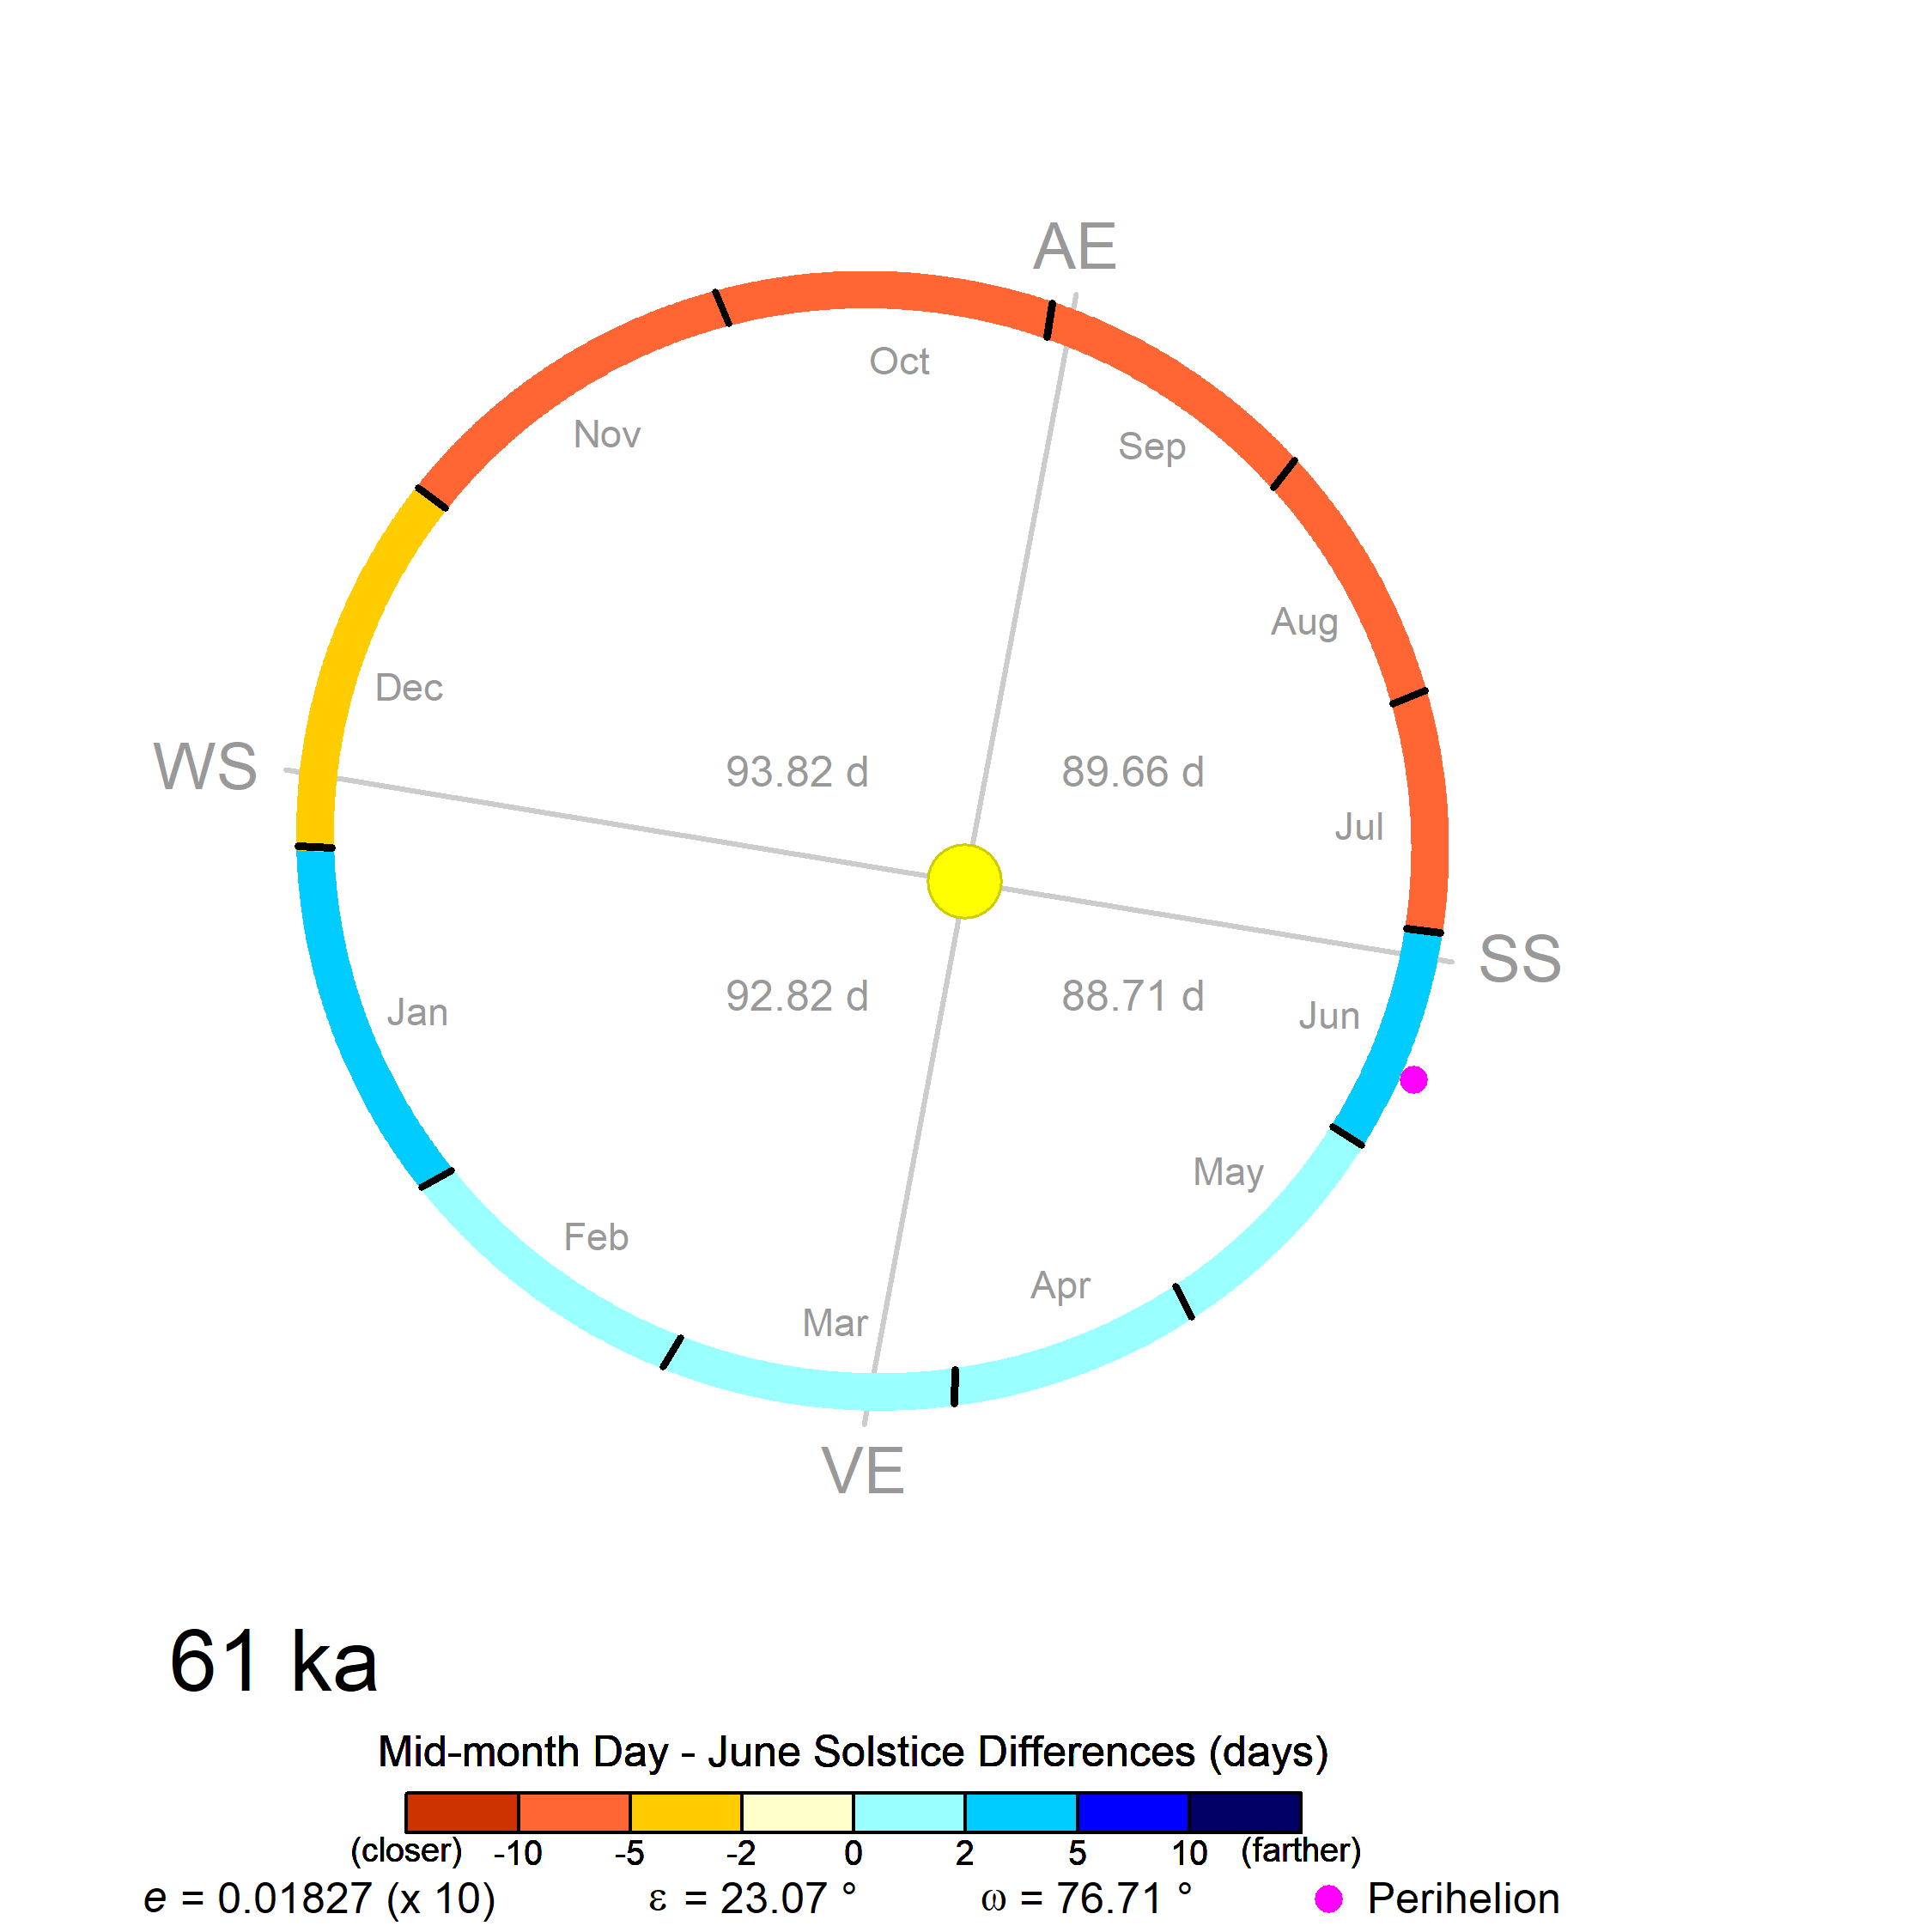 AE
Oct
Nov
Sep
Aug
Dec
WS
93.82 d
89.66 d
Jul
SS
92.82 d
88.71 d
Jan
Jun
May
Feb
Apr
Mar
VE
61 ka
Mid-month Day - June Solstice Differences (days)
(closer) -10 -5 -2 0 2 5 10 (farther)
e = 0.01827 (x 10) ε = 23.07 ° ω = 76.71 ° Perihelion